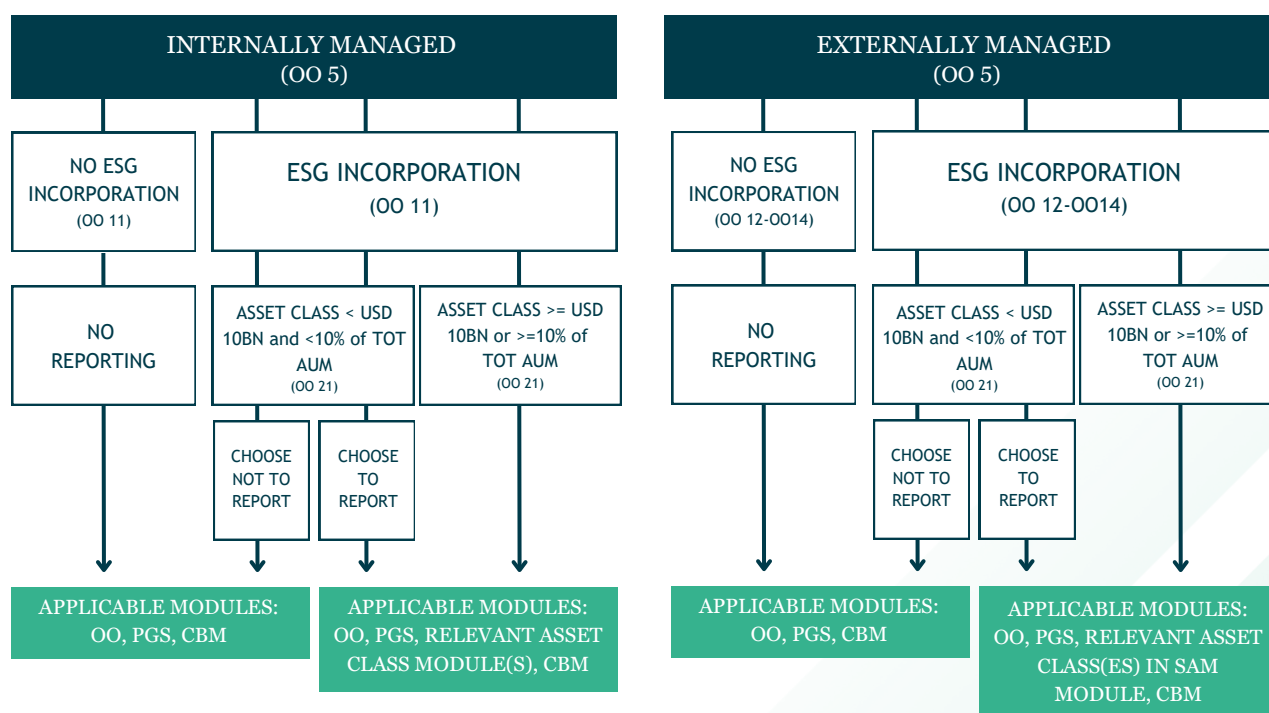 INTERNALLY MANAGED
(OO 5)
NO ESG
INCORPORATION
(OO 11)
ESG INCORPORATION
(OO 11)
NO
REPORTING
ASSET CLASS < USD
10BN and <10% of TOT
AUM
(OO 21)
ASSET CLASS >= USD
10BN or >=10% of
TOT AUM
(OO 21)
CHOOSE
NOT TO
REPORT
CHOOSE
TO
REPORT
APPLICABLE MODULES:
OO, PGS, CBM
APPLICABLE MODULES:
OO, PGS, RELEVANT ASSET
CLASS MODULE(S), CBM
EXTERNALLY MANAGED
(OO 5)
NO ESG
INCORPORATION
(OO 12-OO14)
ESG INCORPORATION
(OO 12-OO14)
NO
REPORTING
ASSET CLASS < USD
10BN and <10% of TOT
AUM
(OO 21)
ASSET CLASS >= USD
10BN or >=10% of
TOT AUM
(OO 21)
CHOOSE
NOT TO
REPORT
CHOOSE
TO
REPORT
APPLICABLE MODULES:
OO, PGS, CBM
APPLICABLE MODULES:
OO, PGS, RELEVANT ASSET
CLASS(ES) IN SAM
MODULE, CBM